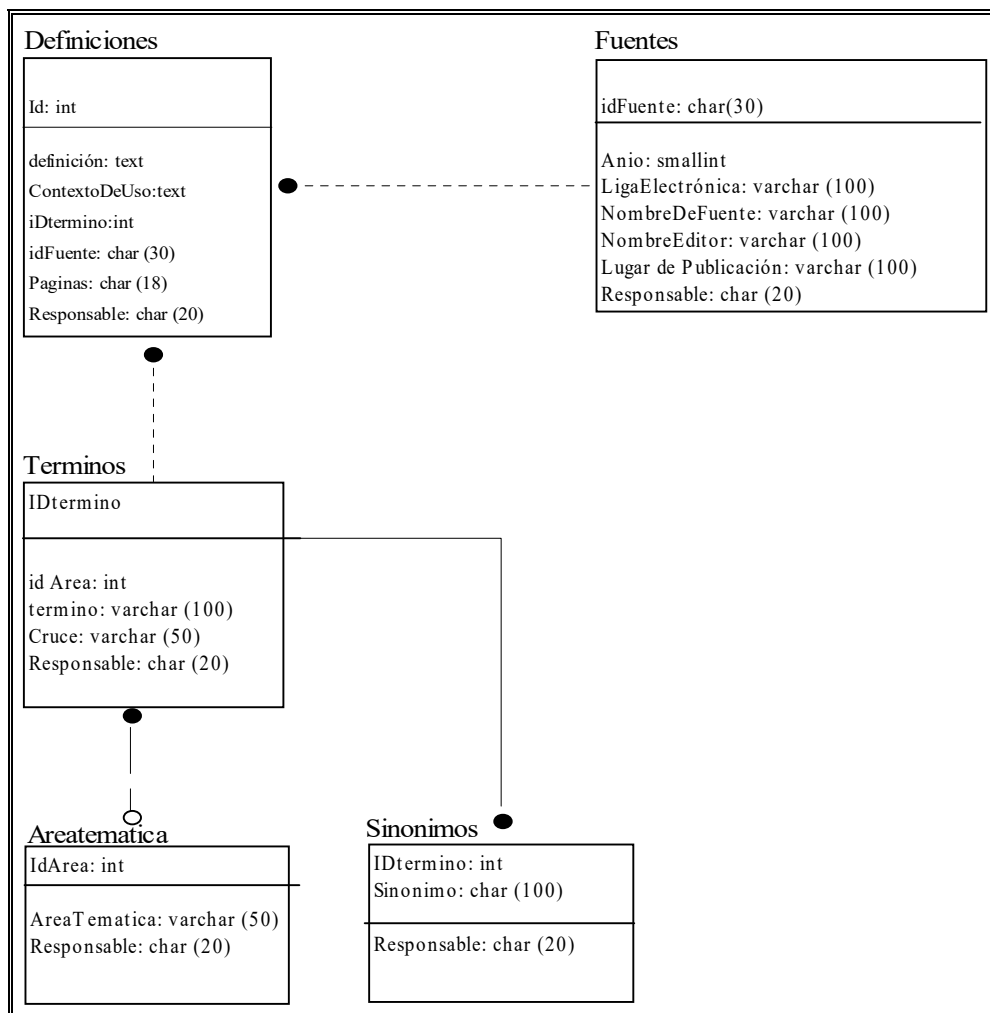 Definiciones
Id: int
definición: text
ContextoDeUso:text
iDtermino:int
idFuente: char (30)
Paginas: char (18)
Responsable: char (20)
Fuentes
idFuente: char(30)
Anio: smallint
LigaElectrónica: varchar (100)
NombreDeFuente: varchar (100)
NombreEditor: varchar (100)
Lugar de Publicación: varchar (100)
Responsable: char (20)
Terminos
IDtermino
id Area: int
termino: varchar (100)
Cruce: varchar (50)
Responsable: char (20)
Areatematica
IdArea: int
AreaTematica: varchar (50)
Responsable: char (20)
Sinonimos
IDtermino: int
Sinonimo: char (100)
Responsable: char (20)